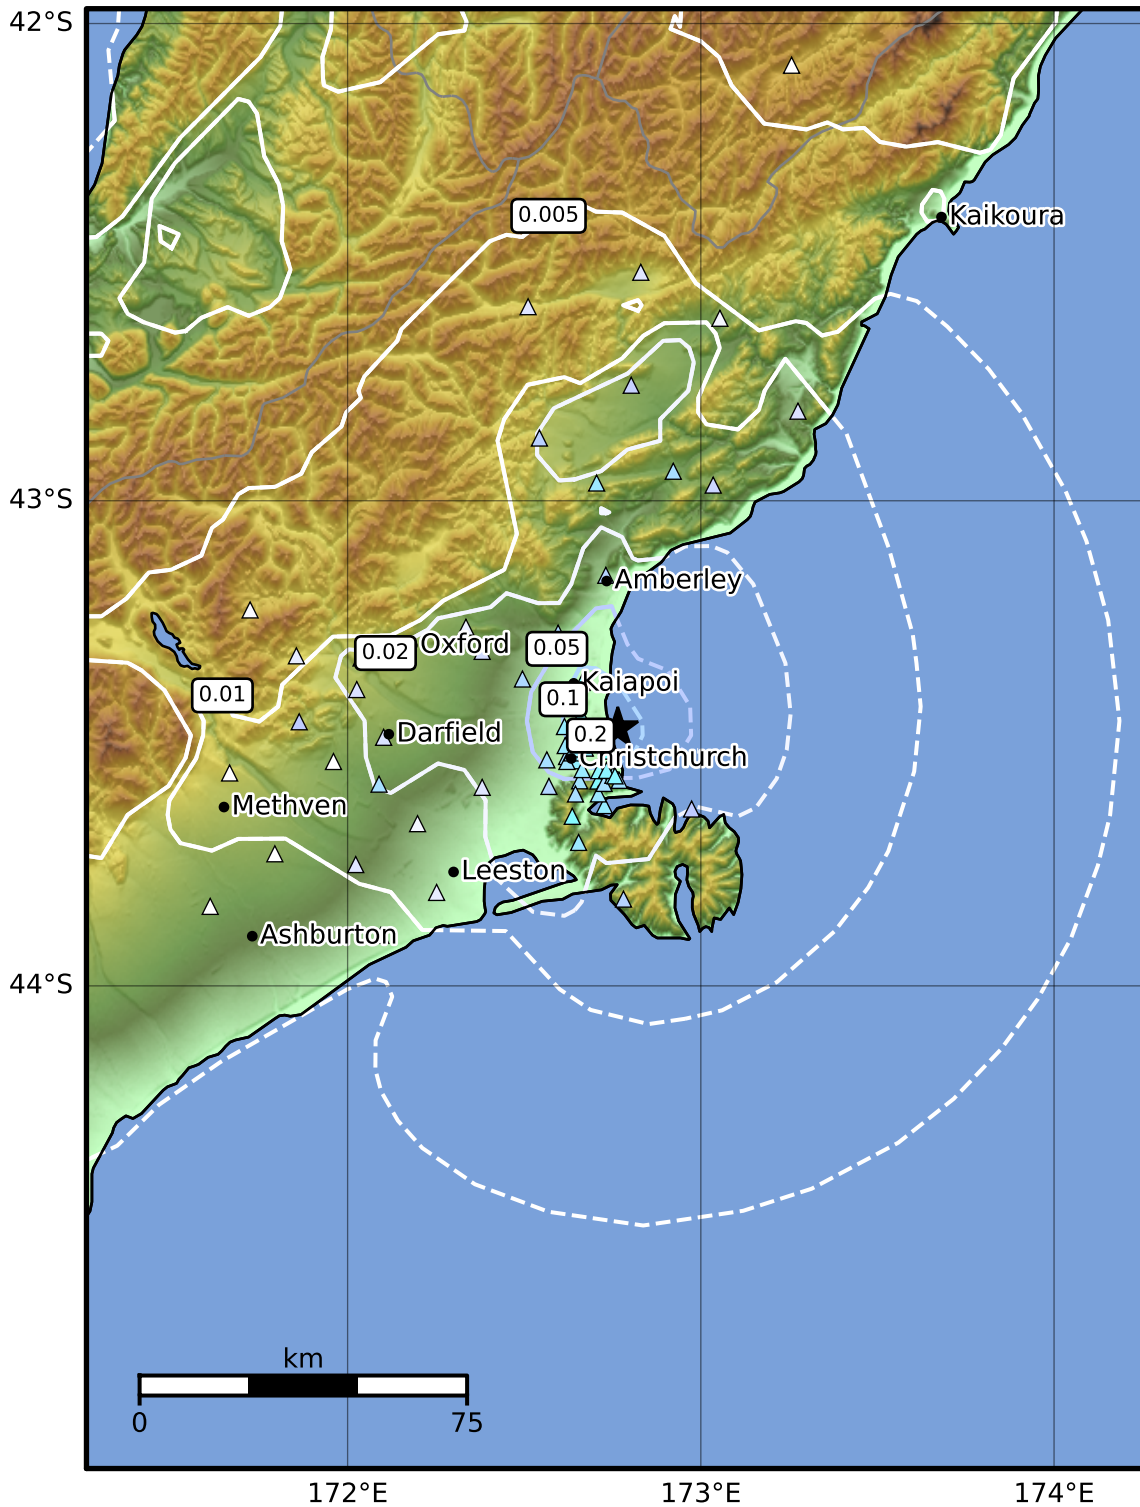 42°S
0.005
Kaikoura
43°S
Amberley
Oxford
0.02
0.05
Kaiapoi
0.01
0.1
Darfield
0.2
Christchurch
Methven
Leeston
Ashburton
44°S
km
0
75
172°E
173°E
174°E